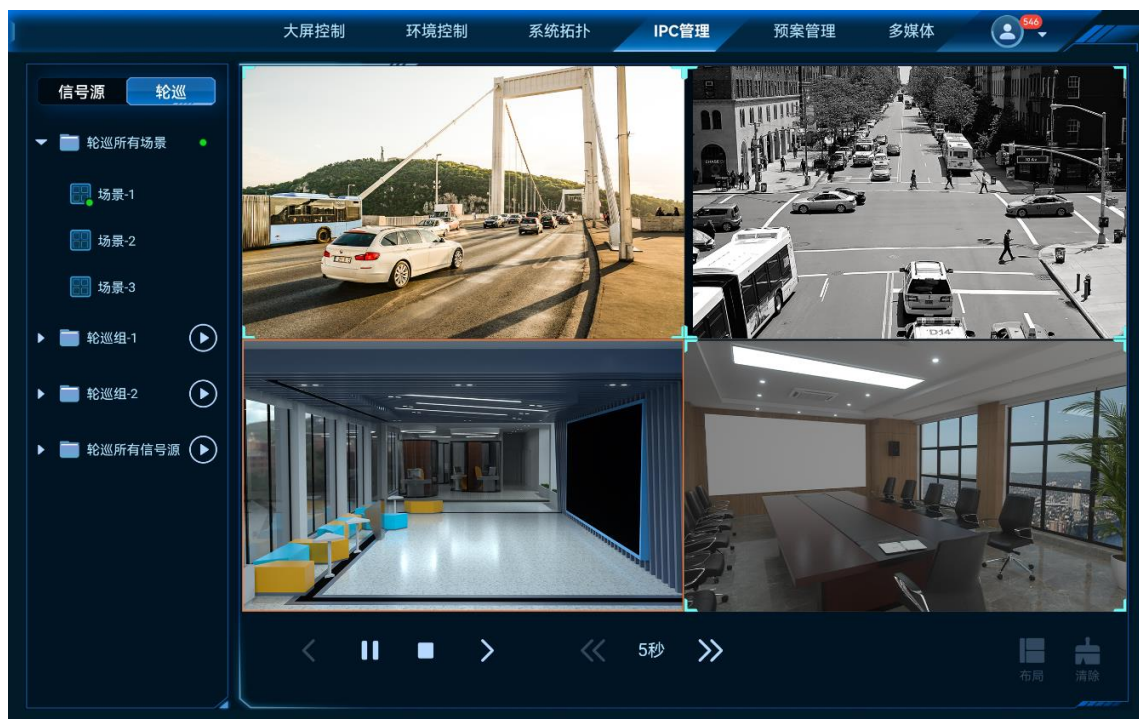 大屏控制 环境控制 系统拓扑 IPC管理 预案管理 多媒体 546
信号源 轮巡
轮巡所有场景
场景-1
场景-2
场景-3
轮巡组-1
轮巡组-2
轮巡所有信号源
5秒
布局 清除